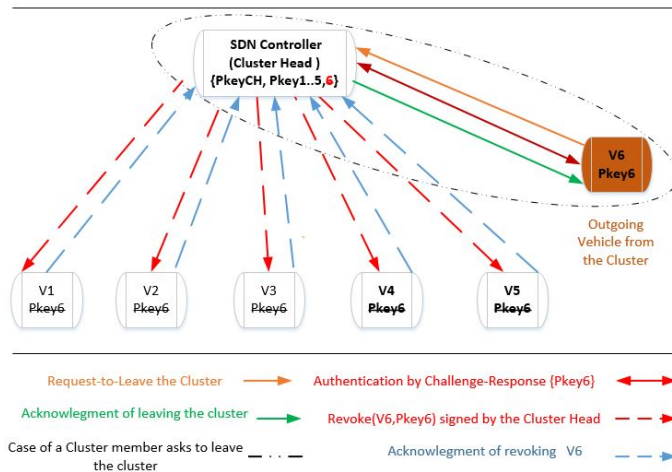 SDN Controller
(Cluster Head )
{PkeyCH, Pkey1..5,6}
V6
Pkey6
Outgoing
Vehicle from
the Cluster
V1
Pkey6
V2
Pkey6
V3
Pkey6
V4
Pkey6
V5
Pkey6
Request-to-Leave the Cluster
Authentication by Challenge-Response {Pkey6}
Acknowlegment of leaving the cluster
Revoke(V6,Pkey6) signed by the Cluster Head
Case of a Cluster member asks to leave
the cluster
Acknowlegment of revoking V6